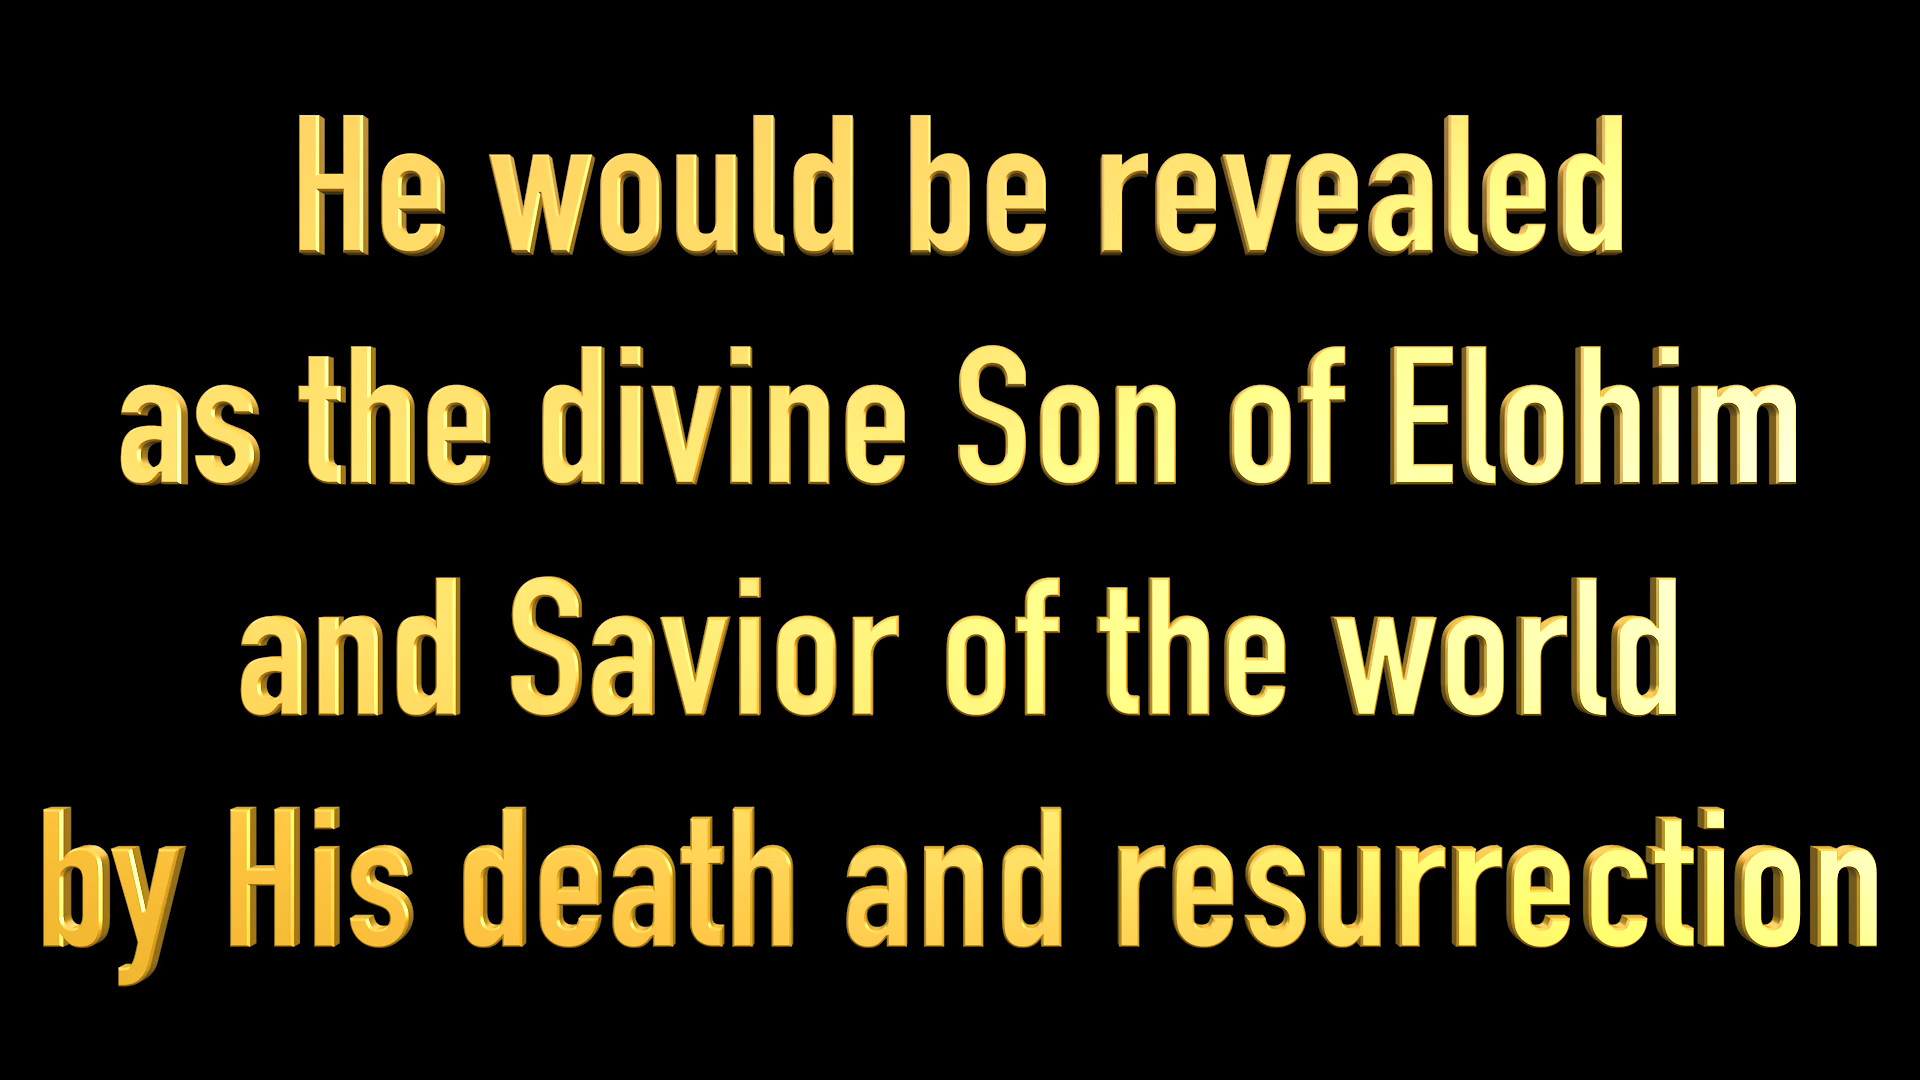 He would be revealed
as the divine Son of Elohim
and Savior of the world
by His death and resurrection